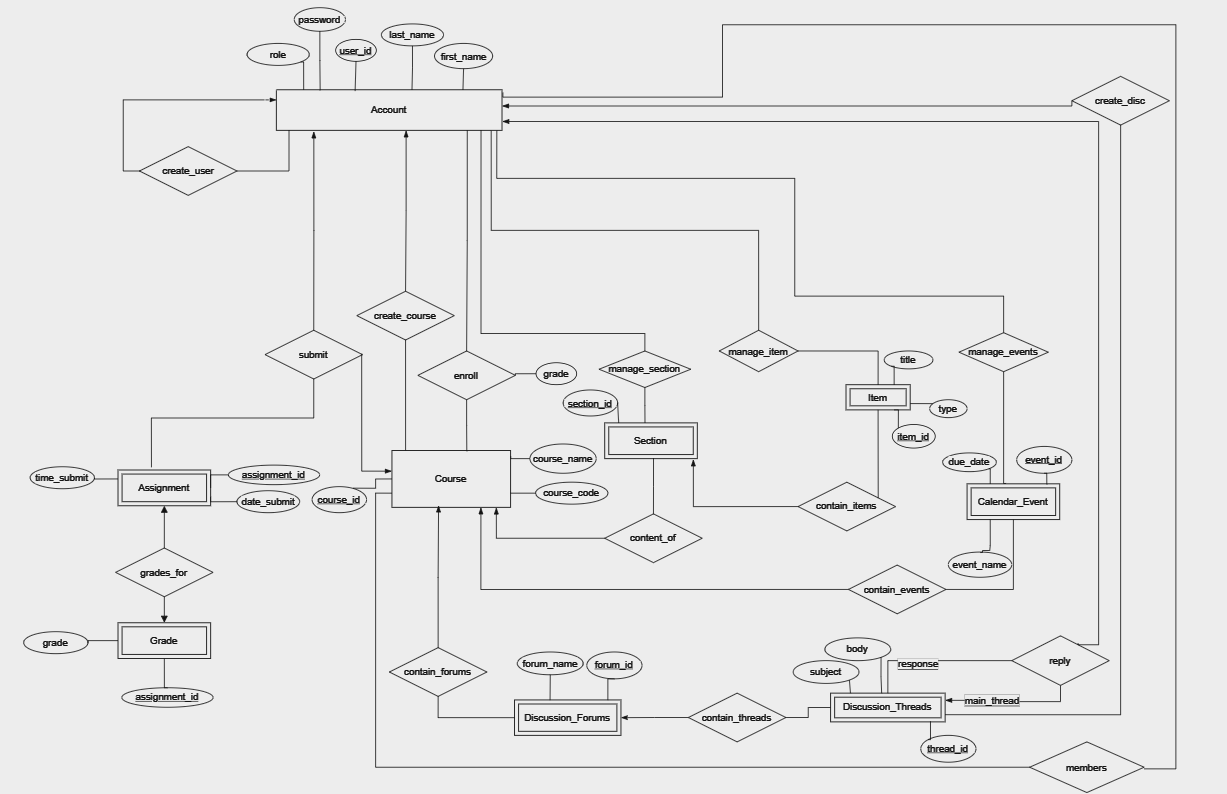 password
last_name
role
user_id
first_name
create_disc
Account
create_user
create_course
submit
manage_item
manage_events
title
enroll
grade
manage_section
Item
section_id
type
item_id
Section
course_name
due_date
event_id
time_submit
assignment_id
Assignment
Course
course_id
course_code
date_submit
contain_items
Calendar_Event
content_of
event_name
grades_for
contain_events
grade
Grade
body
forum_name
forum_id
response
reply
contain_forums
subject
assignment_id
main_thread
Discussion_Threads
Discussion_Forums
contain_threads
thread_id
members